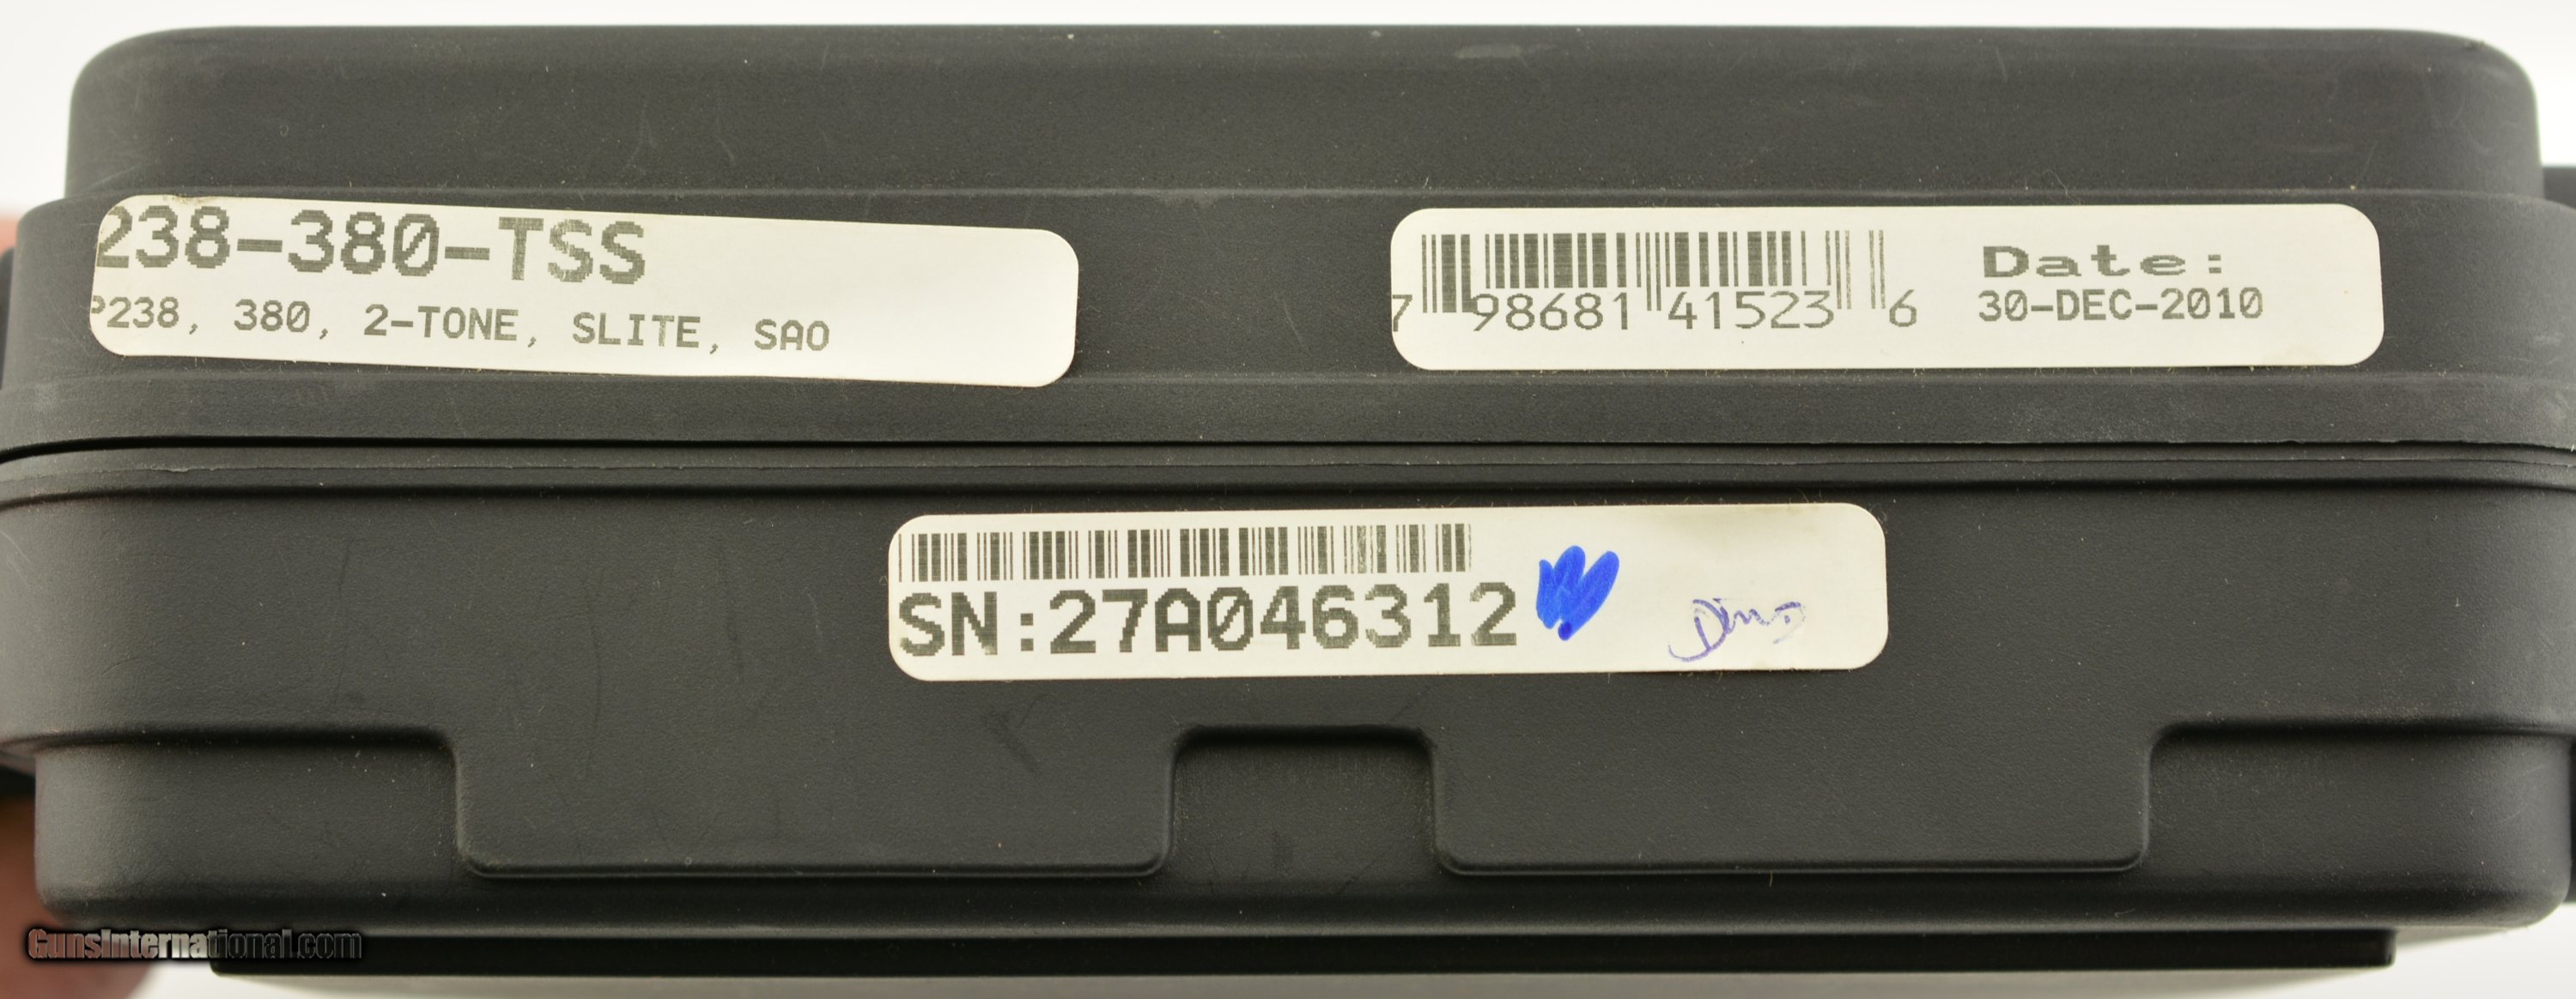 238-380-TSS
P238, 380, 2-TONE, SLITE, SAO
7 98681 41523 6
Date:
30-DEC-2010
SN:27A046312
GunsInternational.com